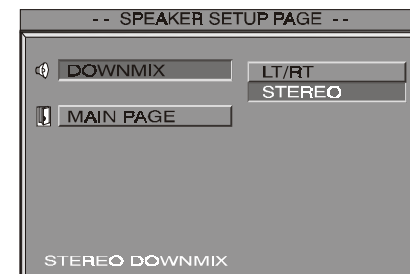 -- SPEAKER SETUP PAGE --
DOWNMIX
LT/RT
STEREO
MAIN PAGE
STEREO DOWNMIX